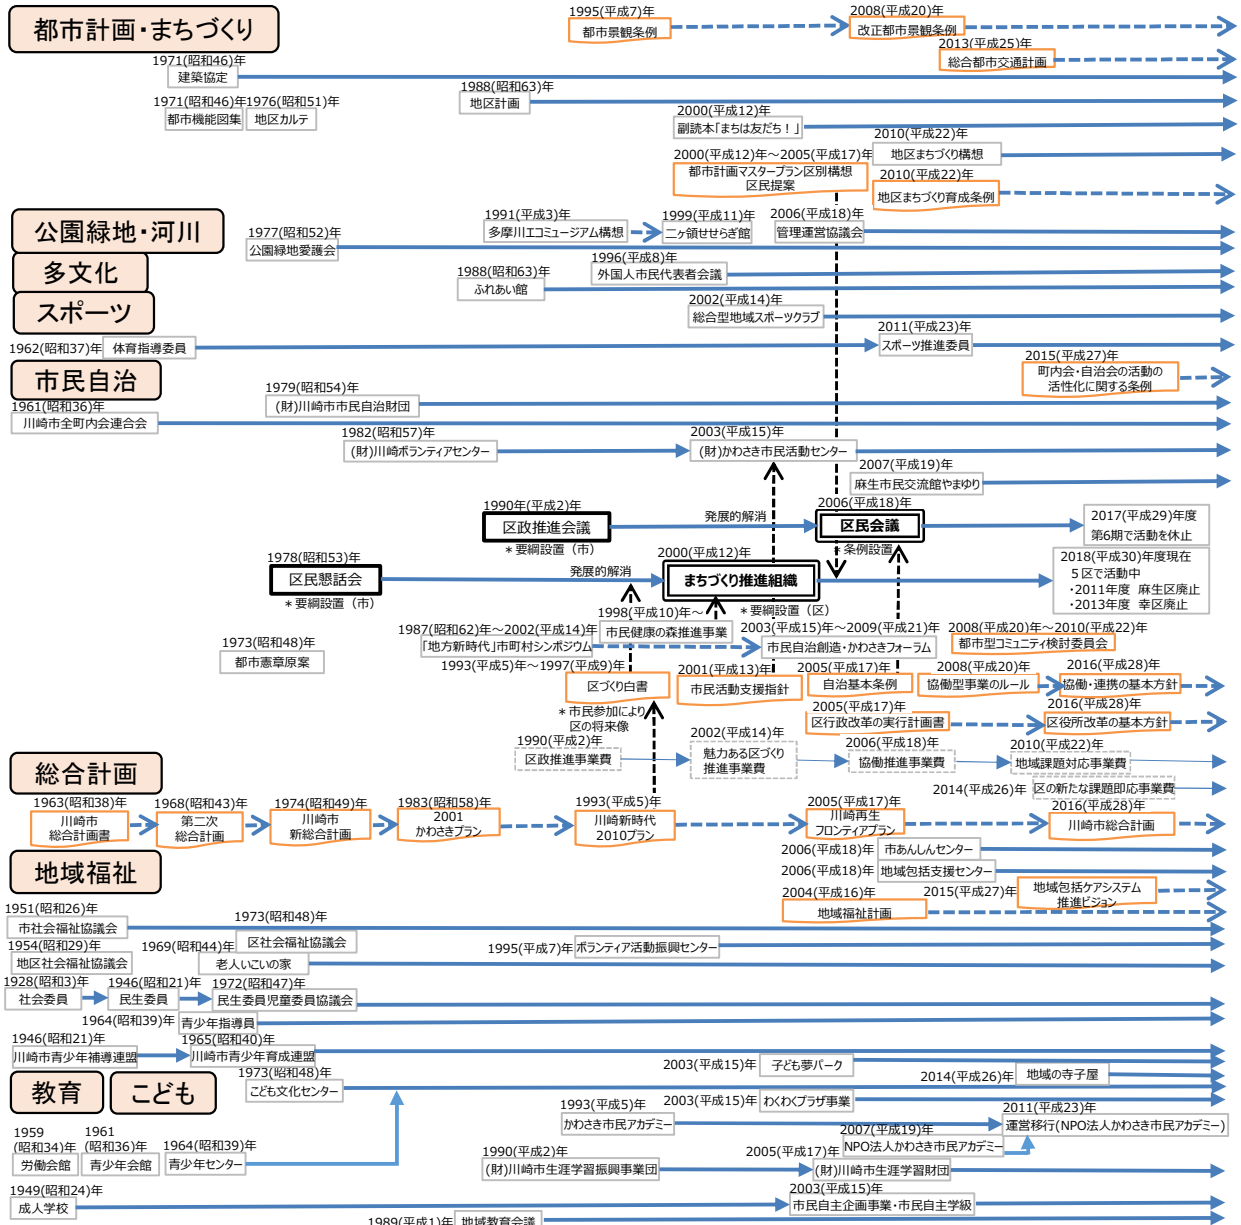 都市計画・まちづくり
1995(平成7)年
都市景観条例
2008(平成20)年
改正都市景観条例
2013(平成25)年
総合都市交通計画
1971(昭和46)年
建築協定
1988(昭和63)年
地区計画
1971(昭和46)年
都市機能図集
1976(昭和51)年
地区カルテ
2000(平成12)年
副読本「まちは友だち！」
2010(平成22)年
地区まちづくり構想
2000(平成12)年～2005(平成17)年
都市計画マスタープラン区別構想
区民提案
2010(平成22)年
地区まちづくり育成条例
公園緑地・河川
1977(昭和52)年
公園緑地愛護会
1991(平成3)年
多摩川エコミュージアム構想
1999(平成11)年
二ヶ領せせらぎ館
2006(平成18)年
管理運営協議会
多文化
1988(昭和63)年
ふれあい館
1996(平成8)年
外国人市民代表者会議
スポーツ
2002(平成14)年
総合型地域スポーツクラブ
1962(昭和37)年
体育指導委員
2011(平成23)年
スポーツ推進委員
市民自治
2015(平成27)年
町内会・自治会の活動の
活性化に関する条例
1979(昭和54)年
(財)川崎市市民自治財団
1961(昭和36)年
川崎市全町内会連合会
1982(昭和57)年
(財)川崎ボランティアセンター
2003(平成15)年
(財)かわさき市民活動センター
2007(平成19)年
麻生市民交流館やまゆり
1990年(平成2)年
区政推進会議
＊要綱設置（市）
発展的解消
2006(平成18)年
区民会議
＊条例設置
2017(平成29)年度
第6期で活動を休止
1978(昭和53)年
区民懇話会
＊要綱設置（市）
発展的解消
2000(平成12)年
まちづくり推進組織
＊要綱設置（区）
2018(平成30)年度現在
５区で活動中
・2011年度　麻生区廃止
・2013年度　幸区廃止
1998(平成10)年～
市民健康の森推進事業
1973(昭和48)年
都市憲章原案
1987(昭和62)年～2002(平成14)年
「地方新時代」市町村シンポジウム
2003(平成15)年～2009(平成21)年
市民自治創造・かわさきフォーラム
2008(平成20)年～2010(平成22)年
都市型コミュニティ検討委員会
1993(平成5)年～1997(平成9)年
区づくり白書
＊市民参加により
区の将来像
2001(平成13)年
市民活動支援指針
2005(平成17)年
自治基本条例
2008(平成20)年
協働型事業のルール
2016(平成28)年
協働・連携の基本方針
2005(平成17)年
区行政改革の実行計画書
2016(平成28)年
区役所改革の基本方針
1990(平成2)年
区政推進事業費
2002(平成14)年
魅力ある区づくり
推進事業費
2006(平成18)年
協働推進事業費
2010(平成22)年
地域課題対応事業費
2014(平成26)年
区の新たな課題即応事業費
総合計画
1963(昭和38)年
川崎市
総合計画書
1968(昭和43)年
第二次
総合計画
1974(昭和49)年
川崎市
新総合計画
1983(昭和58)年
2001
かわさきプラン
1993(平成5)年
川崎新時代
2010プラン
2005(平成17)年
川崎再生
フロンティアプラン
2016(平成28)年
川崎市総合計画
2006(平成18)年
市あんしんセンター
2006(平成18)年
地域包括支援センター
地域福祉
2004(平成16)年
地域福祉計画
2015(平成27)年
地域包括ケアシステム
推進ビジョン
1951(昭和26)年
市社会福祉協議会
1973(昭和48)年
区社会福祉協議会
1995(平成7)年
ボランティア活動振興センター
1954(昭和29)年
地区社会福祉協議会
1969(昭和44)年
老人いこいの家
1928(昭和3)年
社会委員
1946(昭和21)年
民生委員
1972(昭和47)年
民生委員児童委員協議会
1964(昭和39)年
青少年指導員
1946(昭和21)年
川崎市青少年補導連盟
1965(昭和40)年
川崎市青少年育成連盟
2003(平成15)年
子ども夢パーク
教育
こども
1973(昭和48)年
こども文化センター
2014(平成26)年
地域の寺子屋
2003(平成15)年
わくわくプラザ事業
1993(平成5)年
かわさき市民アカデミー
2011(平成23)年
運営移行(NPO法人かわさき市民アカデミー)
2007(平成19)年
NPO法人かわさき市民アカデミー
1959
(昭和34)年
労働会館
1961
(昭和36)年
青少年会館
1964(昭和39)年
青少年センター
1990(平成2)年
(財)川崎市生涯学習振興事業団
2005(平成17)年
(財)川崎市生涯学習財団
1949(昭和24)年
成人学校
2003(平成15)年
市民自主企画事業・市民自主学級
1989(平成1)年
地域教育会議